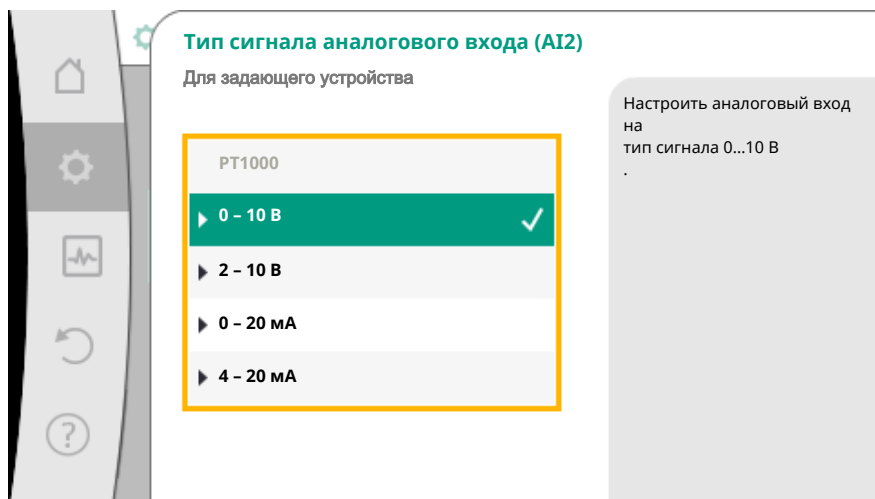 Тип сигнала аналогового входа (AI2)
Для задающего устройства
PT1000
0 – 10 В
2 – 10 В
0 – 20 мА
4 – 20 мА
Настроить аналоговый вход
на
тип сигнала 0...10 В
.